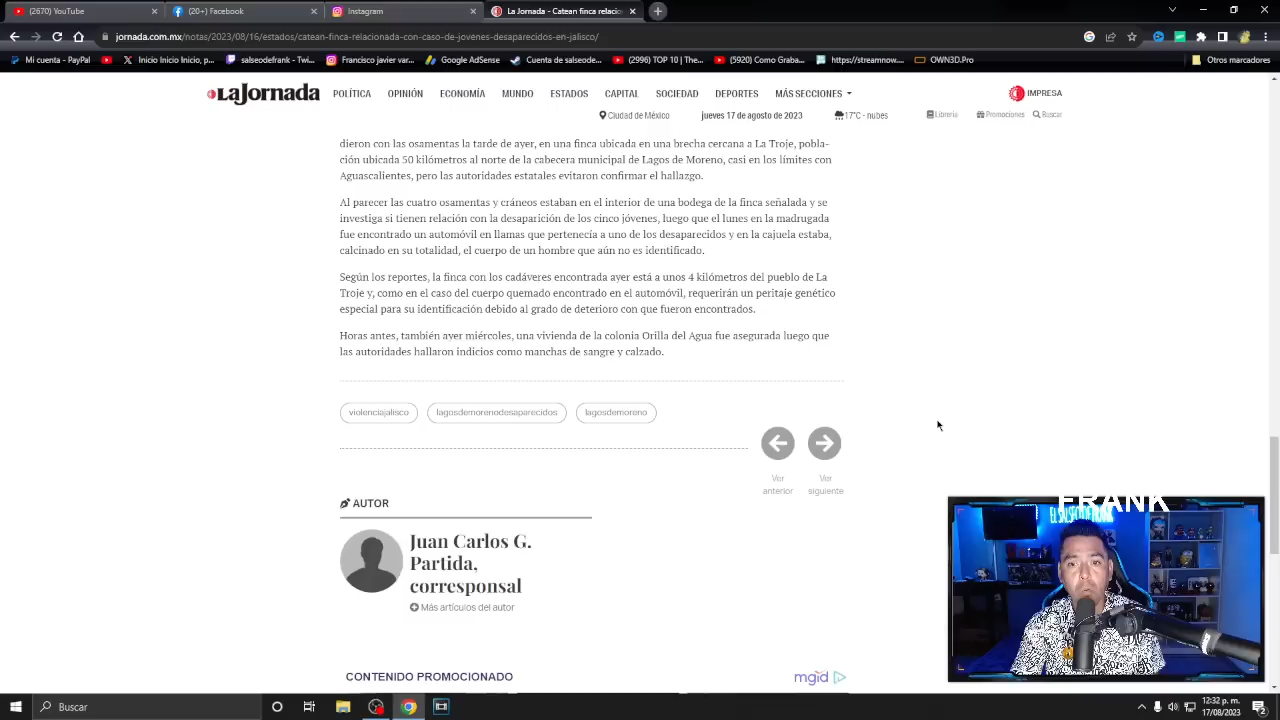 (2670) YouTube
(20+) Facebook
Instagram
La Jornada - Catean finca relacio
jornada.com.mx/notas/2023/08/16/estados/catean-finca-relacionada-con-caso-de-jovenes-desaparecidos-en-jalisco/
Mi cuenta - PayPal
Inicio Inicio Inicio, p...
salseodefrank - Twi...
Francisco javier var...
Google AdSense
Cuenta de salseode...
(2996) TOP 10 | The...
(5920) Como Graba...
https://streamnow....
OWN3D.Pro
Otros marcadores
La Jornada
POLÍTICA OPINIÓN ECONOMÍA MUNDO ESTADOS CAPITAL SOCIEDAD DEPORTES MÁS SECCIONES
IMPRESA
Ciudad de México
jueves 17 de agosto de 2023
17°C - nubes
Librería
Promociones
Buscar
dieron con las osamentas la tarde de ayer, en una finca ubicada en una brecha cercana a La Troje, pobla-
ción ubicada 50 kilómetros al norte de la cabecera municipal de Lagos de Moreno, casi en los límites con
Aguascalientes, pero las autoridades estatales evitaron confirmar el hallazgo.
Al parecer las cuatro osamentas y cráneos estaban en el interior de una bodega de la finca señalada y se
investiga si tienen relación con la desaparición de los cinco jóvenes, luego que el lunes en la madrugada
fue encontrado un automóvil en llamas que pertenecía a uno de los desaparecidos y en la cajuela estaba,
calcinado en su totalidad, el cuerpo de un hombre que aún no es identificado.
Según los reportes, la finca con los cadáveres encontrada ayer está a unos 4 kilómetros del pueblo de La
Troje y, como en el caso del cuerpo quemado encontrado en el automóvil, requerirán un peritaje genético
especial para su identificación debido al grado de deterioro con que fueron encontrados.
Horas antes, también ayer miércoles, una vivienda de la colonia Orilla del Agua fue asegurada luego que
las autoridades hallaron indicios como manchas de sangre y calzado.
violenciajalisco
lagosdemorenodesaparecidos
lagosdemoreno
Ver
anterior
Ver
siguiente
AUTOR
Juan Carlos G.
Partida,
corresponsal
Más artículos del autor
FRANK
CONTENIDO PROMOCIONADO
mgid
Buscar
12:32 p. m.
17/08/2023
2